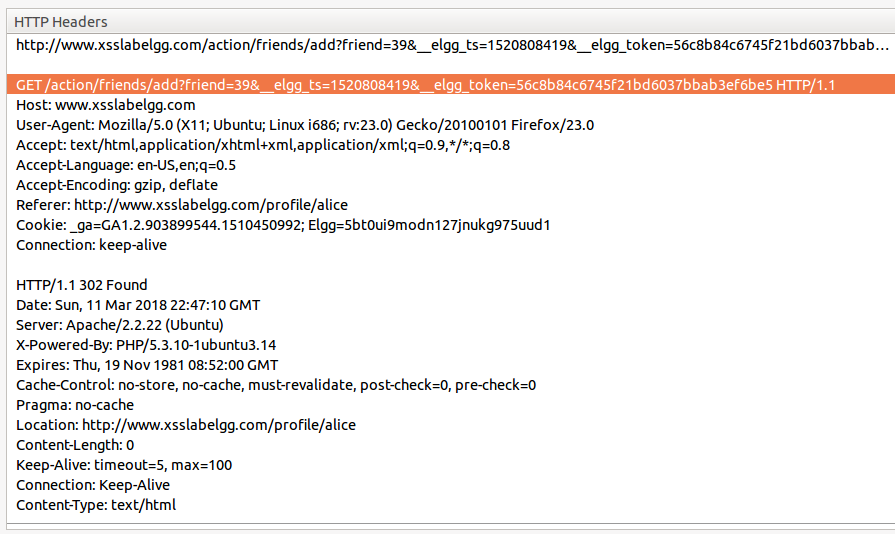 HTTP Headers
http://www.xsslabelgg.com/action/friends/add?friend=39&__elgg_ts=1520808419&__elgg_token=56c8b84c6745f21bd6037bbab...
GET /action/friends/add?friend=39&__elgg_ts=1520808419&__elgg_token=56c8b84c6745f21bd6037bbab3ef6be5 HTTP/1.1
Host: www.xsslabelgg.com
User-Agent: Mozilla/5.0 (X11; Ubuntu; Linux i686; rv:23.0) Gecko/20100101 Firefox/23.0
Accept: text/html,application/xhtml+xml,application/xml;q=0.9,*/*;q=0.8
Accept-Language: en-US,en;q=0.5
Accept-Encoding: gzip, deflate
Referer: http://www.xsslabelgg.com/profile/alice
Cookie: _ga=GA1.2.903899544.1510450992; Elgg=5bt0ui9modn127jnukg975uud1
Connection: keep-alive
HTTP/1.1 302 Found
Date: Sun, 11 Mar 2018 22:47:10 GMT
Server: Apache/2.2.22 (Ubuntu)
X-Powered-By: PHP/5.3.10-1ubuntu3.14
Expires: Thu, 19 Nov 1981 08:52:00 GMT
Cache-Control: no-store, no-cache, must-revalidate, post-check=0, pre-check=0
Pragma: no-cache
Location: http://www.xsslabelgg.com/profile/alice
Content-Length: 0
Keep-Alive: timeout=5, max=100
Connection: Keep-Alive
Content-Type: text/html